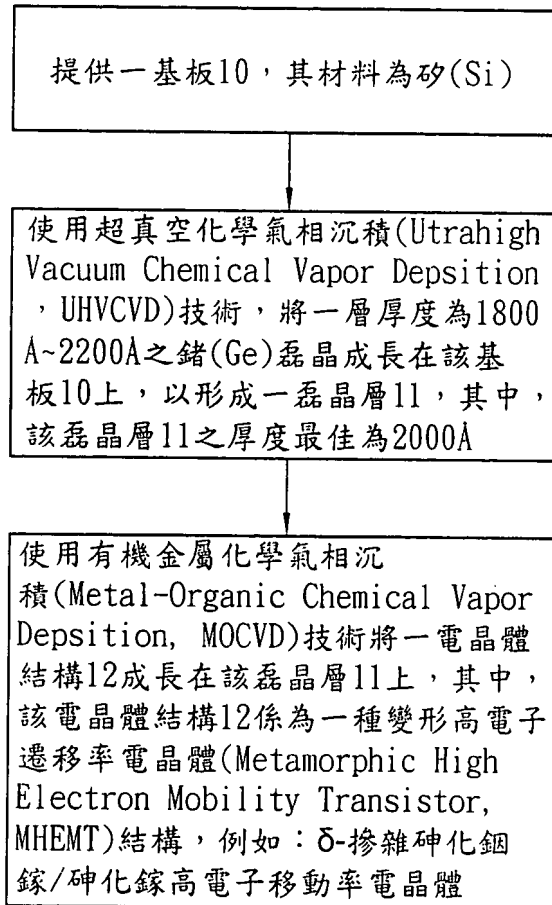 提供一基板10，其材料為矽(Si)
使用超真空化學氣相沉積(Utrahigh
Vacuum Chemical Vapor Depsition
，UHVCVD)技術，將一層厚度為1800
A~2200Å之鍺(Ge)磊晶成長在該基
板10上，以形成一磊晶層11，其中，
該磊晶層11之厚度最佳為2000Å
使用有機金屬化學氣相沉
積(Metal-Organic Chemical Vapor
Depsition, MOCVD)技術將一電晶體
結構12成長在該磊晶層11上，其中，
該電晶體結構12係為一種變形高電子
遷移率電晶體(Metamorphic High
Electron Mobility Transistor,
MHEMT)結構，例如：δ-摻雜砷化銦
鎵/砷化鎵高電子移動率電晶體